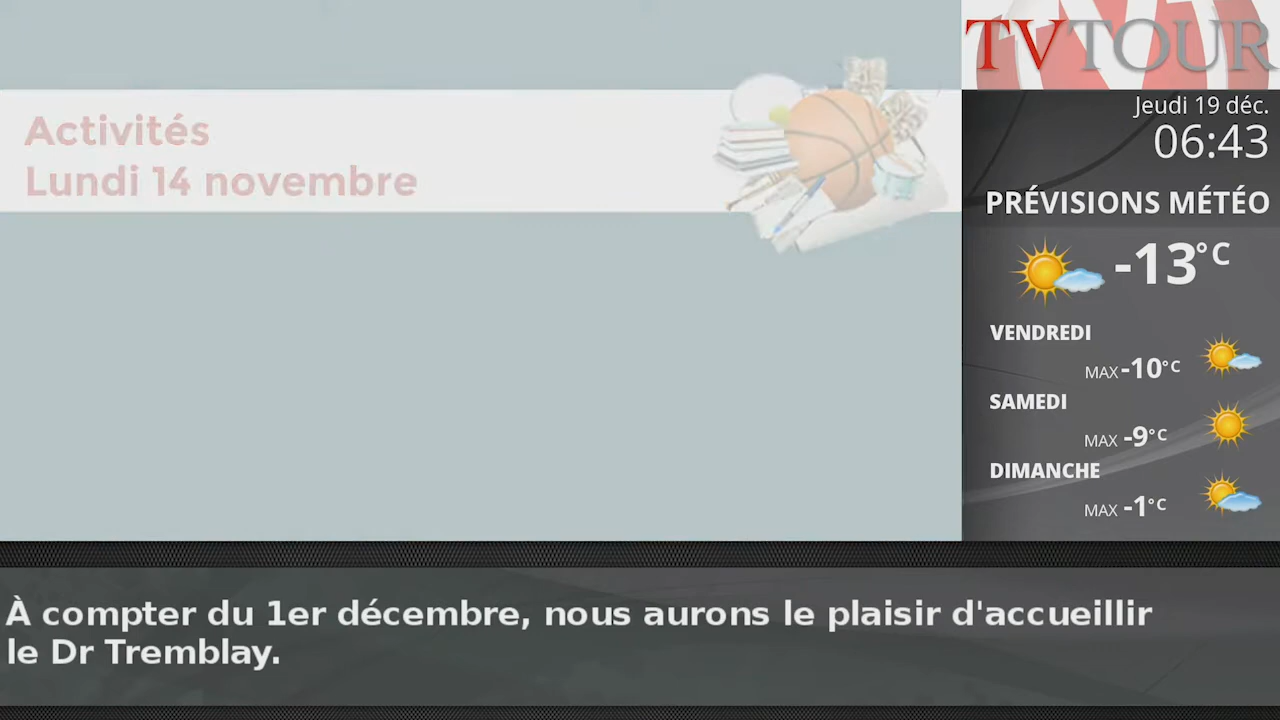 TVTOUR
Activités
Lundi 14 novembre
Jeudi 19 déc.
06:43
PRÉVISIONS MÉTÉO
-13°C
VENDREDI
MAX -10°C
SAMEDI
MAX -9°C
DIMANCHE
MAX -1°C
À compter du 1er décembre, nous aurons le plaisir d'accueillir
le Dr Tremblay.